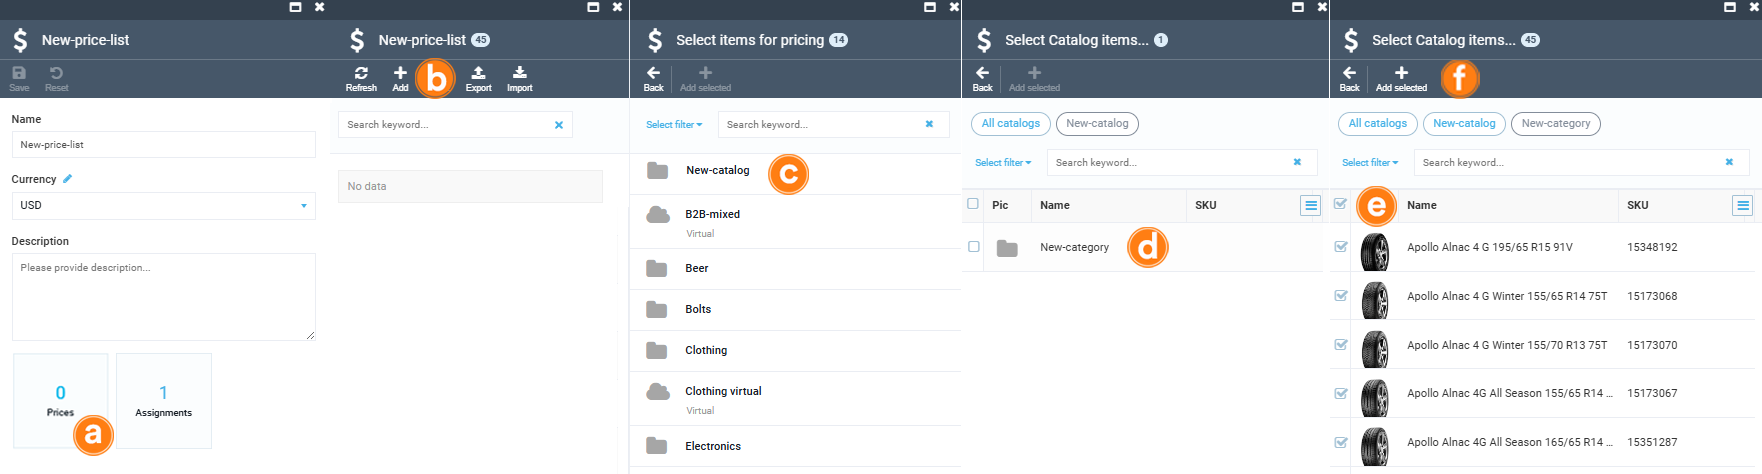 New-price-list
Save Reset
Name
New-price-list
Currency
USD
Description
Please provide description...
0
Prices
a
1
Assignments
New-price-list 45
Refresh Add b Export Import
Search keyword...
No data
Select items for pricing 14
Back Add selected
Select filter Search keyword...
New-catalog c
B2B-mixed
Virtual
Beer
Bolts
Clothing
Clothing virtual
Virtual
Electronics
Select Catalog items... 1
Back Add selected
All catalogs New-catalog
Select filter Search keyword...
Pic Name SKU
New-category d
Select Catalog items... 45
Back Add selected f
All catalogs New-catalog New-category
Select filter Search keyword...
e Name SKU
Apollo Alnac 4 G 195/65 R15 91V 15348192
Apollo Alnac 4 G Winter 155/65 R14 75T 15173068
Apollo Alnac 4 G Winter 155/70 R13 75T 15173070
Apollo Alnac 4G All Season 155/65 R14 ... 15173067
Apollo Alnac 4G All Season 165/65 R14 ... 15351287